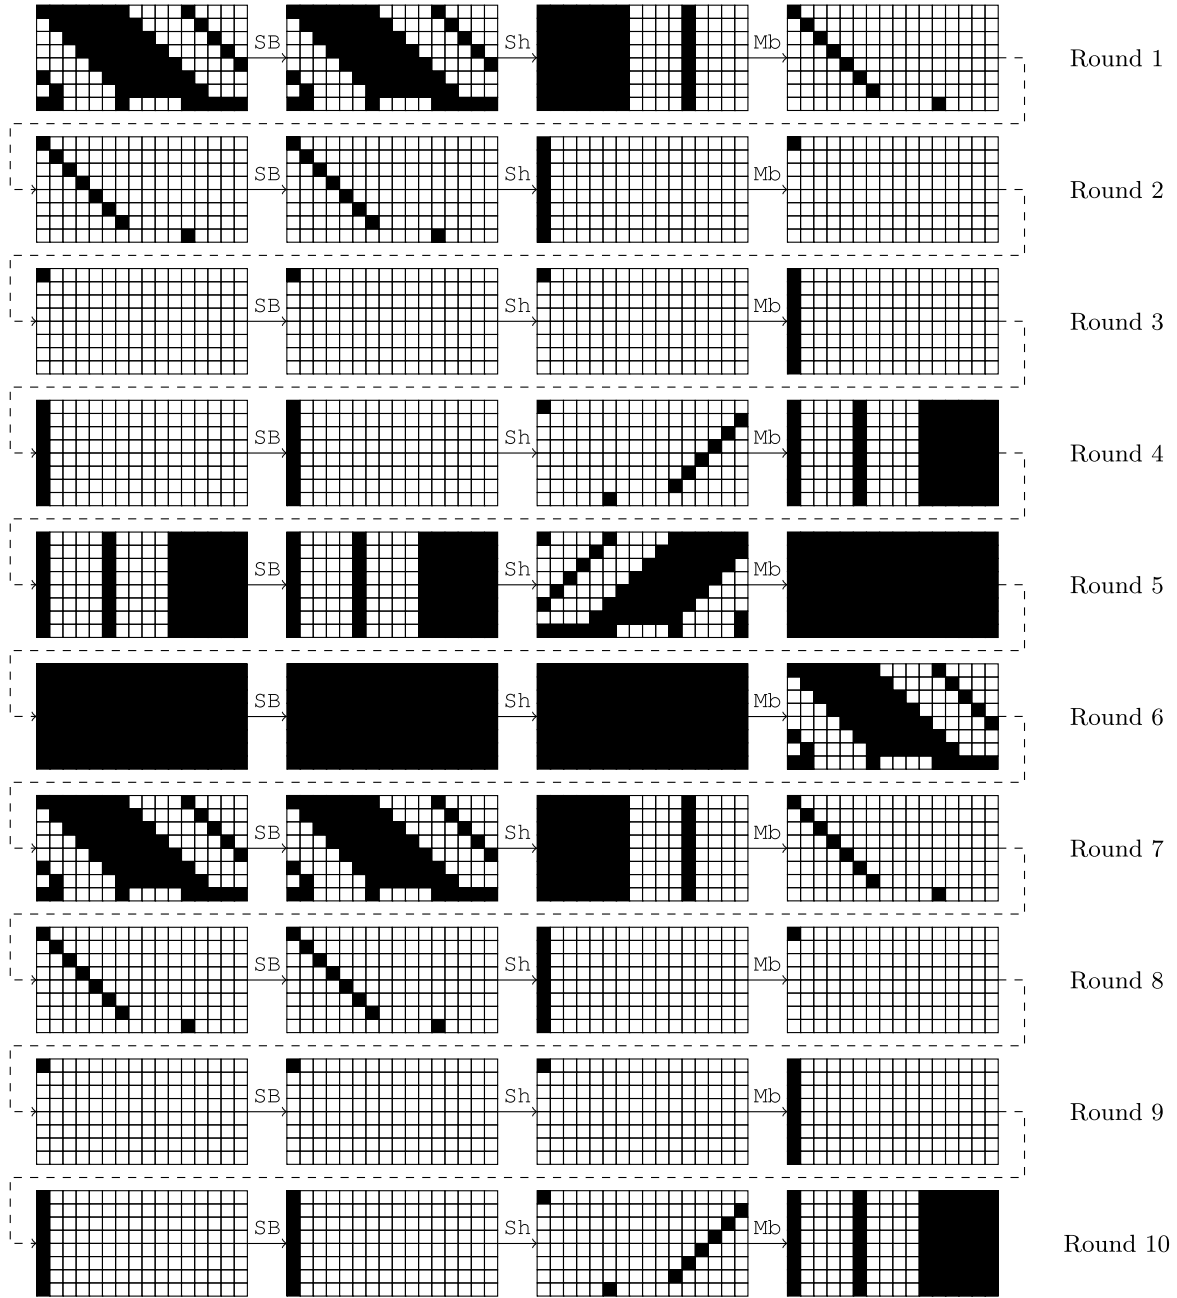 SB Sh Mb Round 1
SB Sh Mb Round 2
SB Sh Mb Round 3
SB Sh Mb Round 4
SB Sh Mb Round 5
SB Sh Mb Round 6
SB Sh Mb Round 7
SB Sh Mb Round 8
SB Sh Mb Round 9
SB Sh Mb Round 10